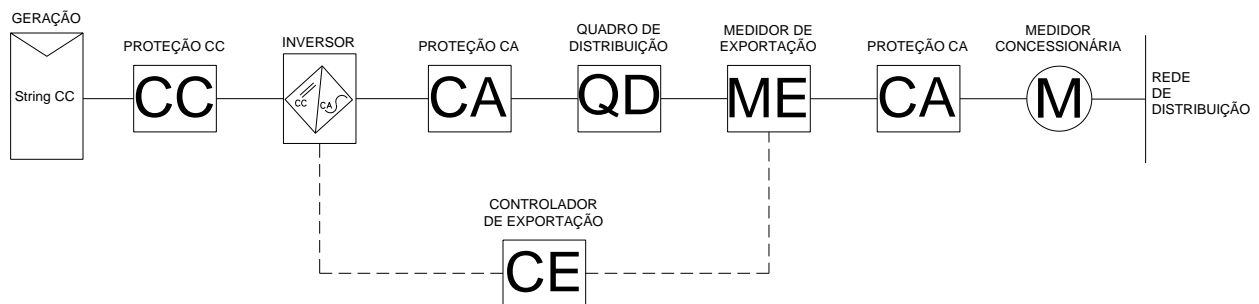 GERAÇÃO
String CC
PROTEÇÃO CC
CC
INVERSOR
CC
CA
PROTEÇÃO CA
CA
QUADRO DE
DISTRIBUIÇÃO
QD
MEDIDOR DE
EXPORTAÇÃO
ME
PROTEÇÃO CA
CA
MEDIDOR
CONCESSIONÁRIA
M
REDE
DE
DISTRIBUIÇÃO
CONTROLADOR
DE EXPORTAÇÃO
CE